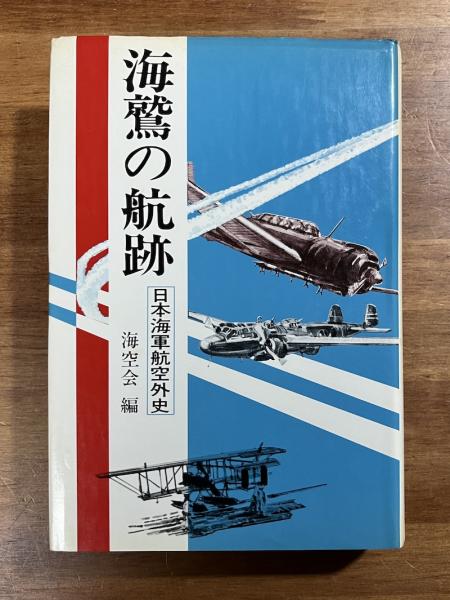 海鷲の航跡
日本海軍航空外史
海空会 編